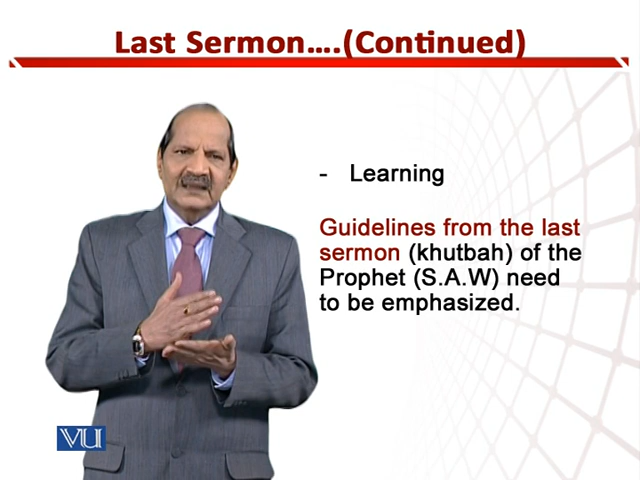 Last Sermon....(Continued)
- Learning
Guidelines from the last
sermon (khutbah) of the
Prophet (S.A.W) need
to be emphasized.
VU